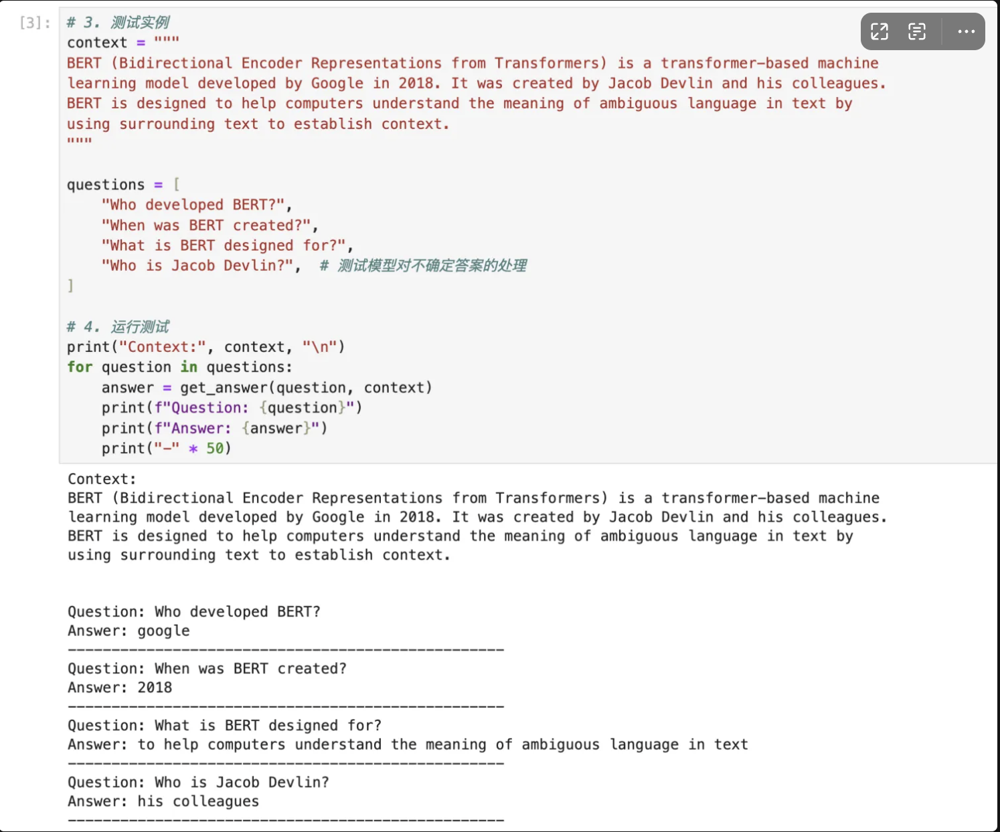 [3]:
# 3. 测试实例
context = """
BERT (Bidirectional Encoder Representations from Transformers) is a transformer-based machine
learning model developed by Google in 2018. It was created by Jacob Devlin and his colleagues.
BERT is designed to help computers understand the meaning of ambiguous language in text by
using surrounding text to establish context.
"""

questions = [
    "Who developed BERT?",
    "When was BERT created?",
    "What is BERT designed for?",
    "Who is Jacob Devlin?",  # 测试模型对不确定答案的处理
]

# 4. 运行测试
print("Context:", context, "\n")
for question in questions:
    answer = get_answer(question, context)
    print(f"Question: {question}")
    print(f"Answer: {answer}")
    print("-" * 50)
Context:
BERT (Bidirectional Encoder Representations from Transformers) is a transformer-based machine
learning model developed by Google in 2018. It was created by Jacob Devlin and his colleagues.
BERT is designed to help computers understand the meaning of ambiguous language in text by
using surrounding text to establish context.

Question: Who developed BERT?
Answer: google
--------------------------------------------------
Question: When was BERT created?
Answer: 2018
--------------------------------------------------
Question: What is BERT designed for?
Answer: to help computers understand the meaning of ambiguous language in text
--------------------------------------------------
Question: Who is Jacob Devlin?
Answer: his colleagues
--------------------------------------------------